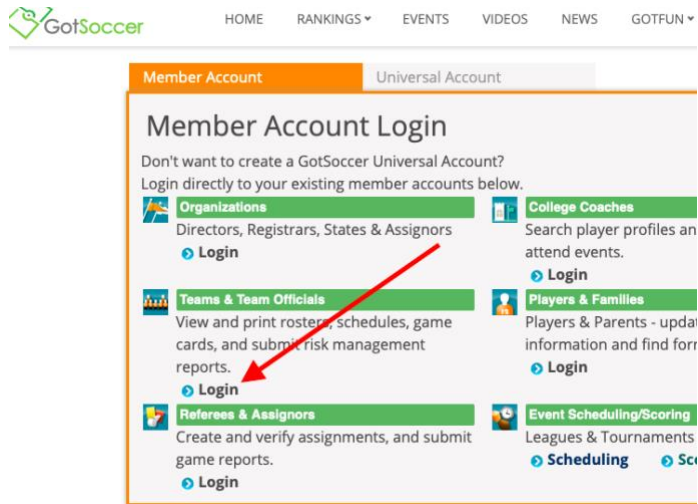 GotSoccer
HOME RANKINGS EVENTS VIDEOS NEWS GOTFUN
Member Account Universal Account
Member Account Login
Don't want to create a GotSoccer Universal Account?
Login directly to your existing member accounts below.
Organizations
Directors, Registrars, States & Assignors
Login
College Coaches
Search player profiles an
attend events.
Login
Teams & Team Officials
View and print rosters, schedules, game
cards, and submit risk management
reports.
Login
Players & Families
Players & Parents - updat
information and find forr
Login
Referees & Assignors
Create and verify assignments, and submit
game reports.
Login
Event Scheduling/Scoring
Leagues & Tournaments
Scheduling Sc